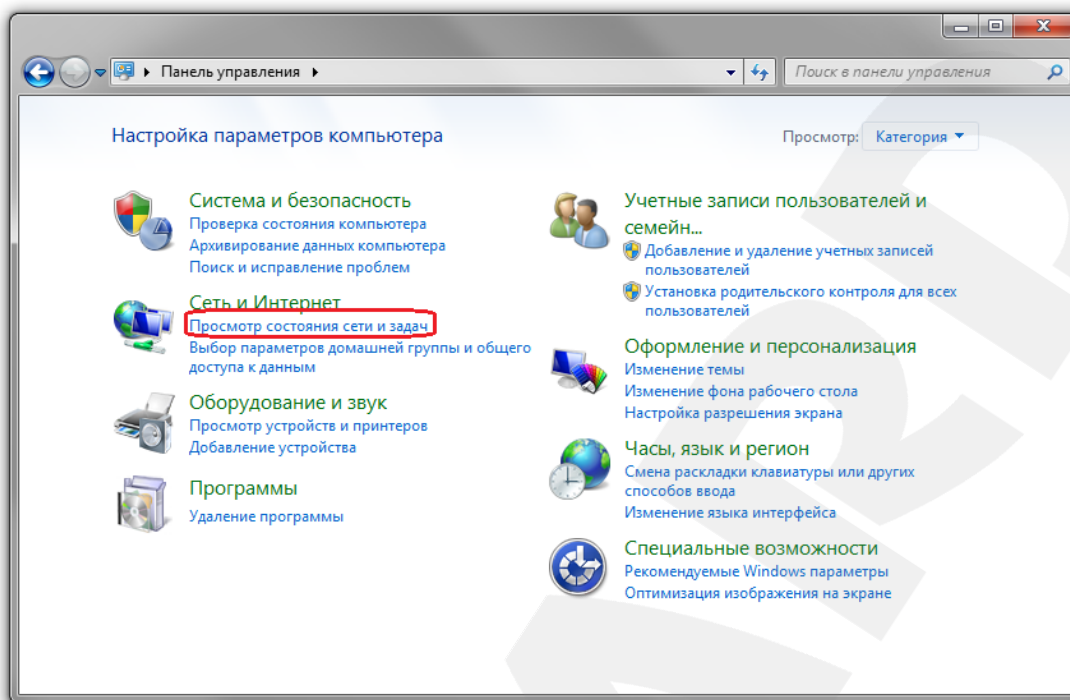 Панель управления
Поиск в панели управления
Настройка параметров компьютера
Просмотр: Категория
Система и безопасность
Проверка состояния компьютера
Архивирование данных компьютера
Поиск и исправление проблем
Сеть и Интернет
Просмотр состояния сети и задач
Выбор параметров домашней группы и общего
доступа к данным
Оборудование и звук
Просмотр устройств и принтеров
Добавление устройства
Программы
Удаление программы
Учетные записи пользователей и
семейн...
Добавление и удаление учетных записей
пользователей
Установка родительского контроля для всех
пользователей
Оформление и персонализация
Изменение темы
Изменение фона рабочего стола
Настройка разрешения экрана
Часы, язык и регион
Смена раскладки клавиатуры или других
способов ввода
Изменение языка интерфейса
Специальные возможности
Рекомендуемые Windows параметры
Оптимизация изображения на экране